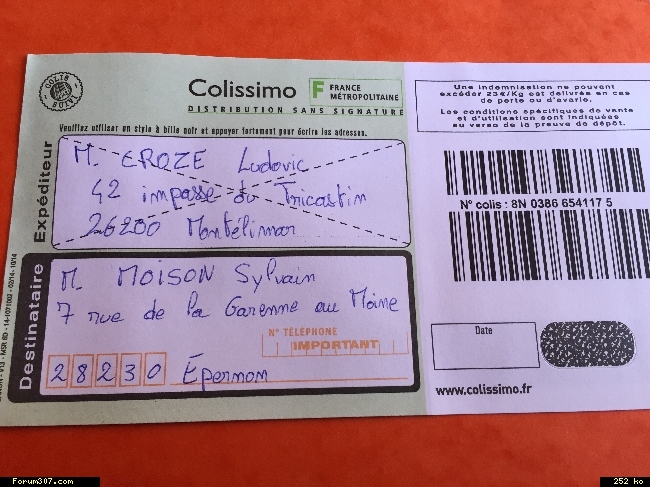 Colissimo
F FRANCE MÉTROPOLITAINE
DISTRIBUTION SANS SIGNATURE
Veuillez utiliser un stylo à bille noir et appuyer fortement pour écrire les adresses.
Expéditeur
M. EROZE Ludovic
42 impasse du Tricastin
26200 Montélimar
Destinataire
M. MOISON Sylvain
7 rue de la Garenne au Moine
N° TÉLÉPHONE
IMPORTANT
28230 Épernom
Une indemnisation ne pouvant
excéder 23€/Kg est délivrée en cas
de perte ou d'avarie.
Les conditions spécifiques de vente
et d'utilisation sont indiquées
au verso de la preuve de dépôt.
N° colis : 8N 0386 654117 5
Date
www.colissimo.fr
Forum307.com
252 ko